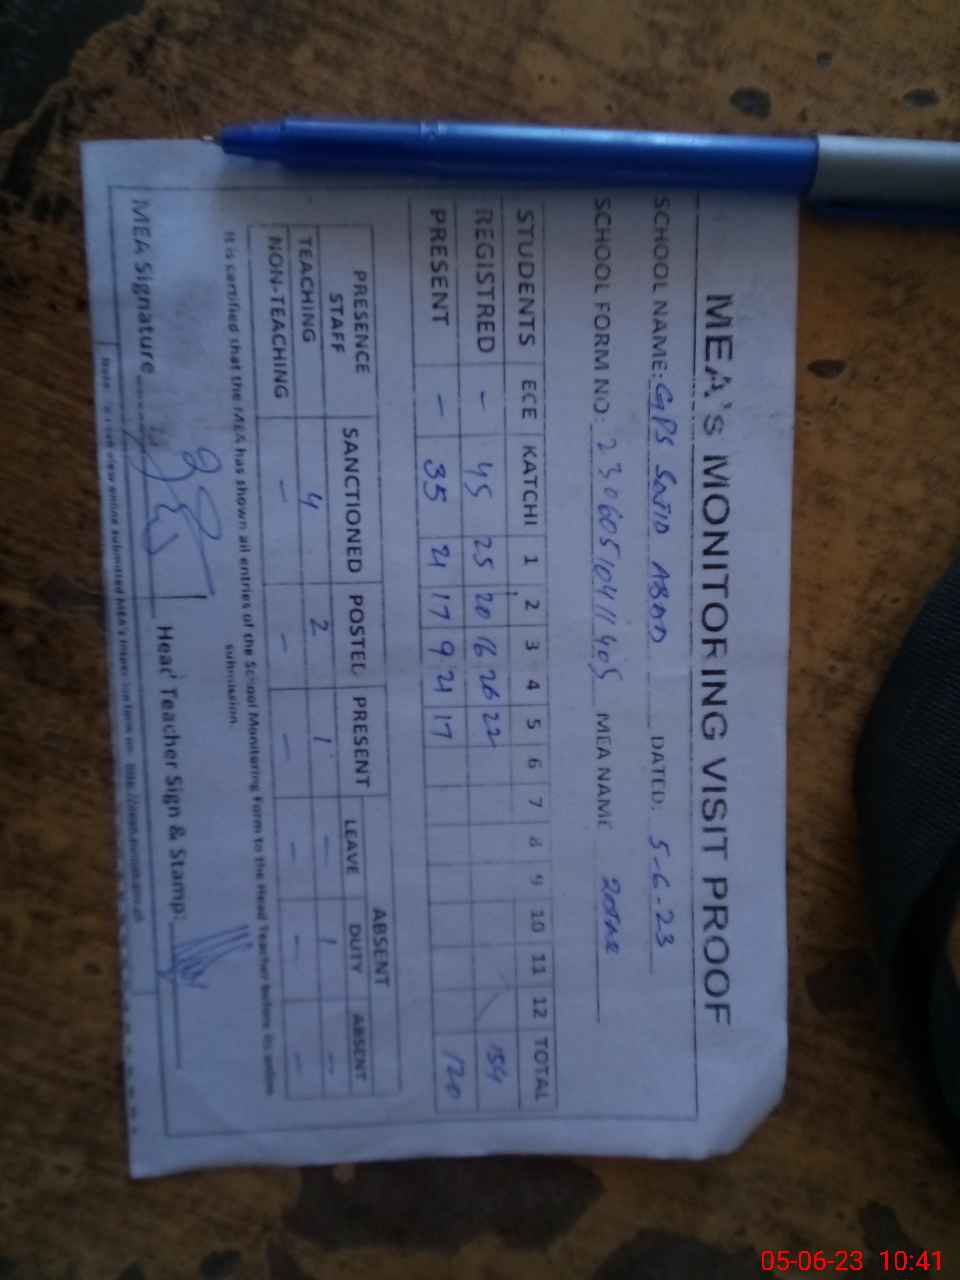 MEA's MONITORING VISIT PROOF
SCHOOL NAME: GPS SAJID ABAD DATED: 5-6-23
SCHOOL FORM NO: MEA NAME
STUDENTS ECE KATCHI 1 2 3 4 5 6 7 8 9 10 11 12 TOTAL
REGISTRED - 45 25 20 16 26 22 154
PRESENT - 35 21 17 9 21 17 120
PRESENCE STAFF SANCTIONED POSTED PRESENT ABSENT
LEAVE DUTY ABSENT
TEACHING 4 2 1 - 1 -
NON-TEACHING - - - - - -
It is certified that the MEA has shown all entries of the School Monitoring Form to the Head Teacher before its online
submission.
MEA Signature Head Teacher Sign & Stamp:
online submitted MEA's
05-06-23 10:41